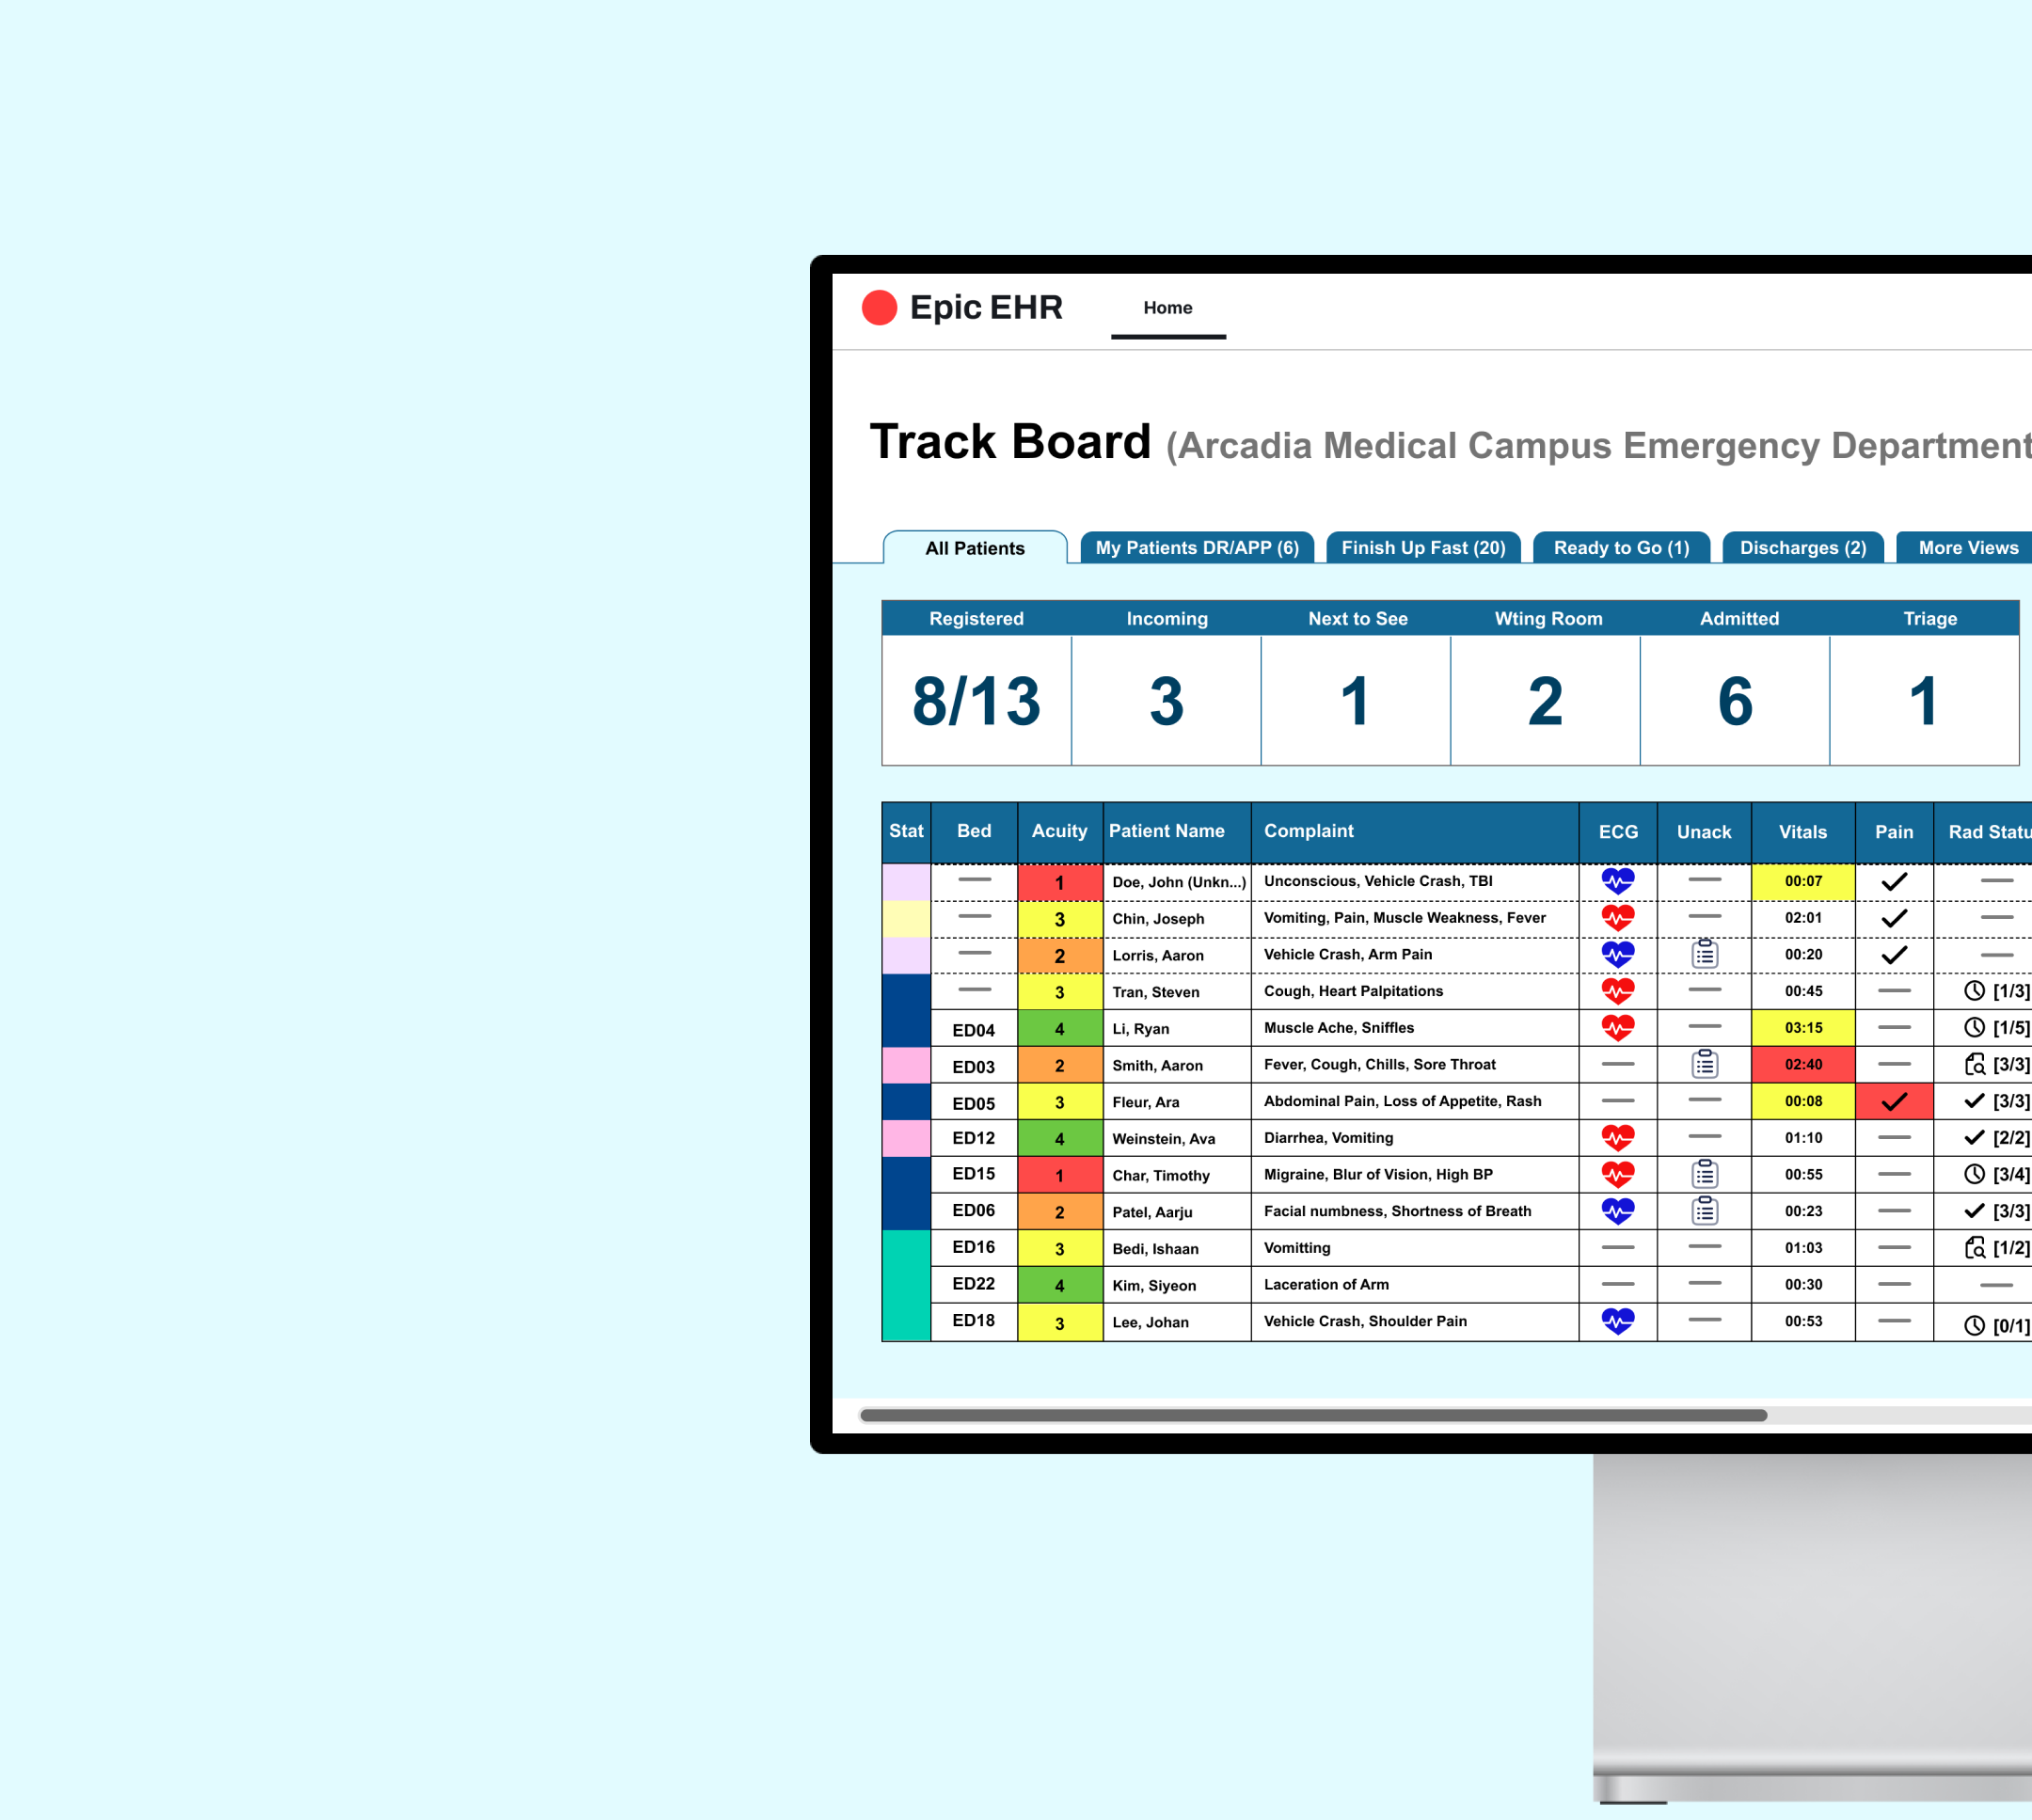 Epic EHR Home
Track Board (Arcadia Medical Campus Emergency Department
All Patients My Patients DR/APP (6) Finish Up Fast (20) Ready to Go (1) Discharges (2) More Views
Registered Incoming Next to See Wting Room Admitted Triage
8/13 3 1 2 6 1
Stat Bed Acuity Patient Name Complaint ECG Unack Vitals Pain Rad Statu
1 Doe, John (Unkn...) Unconscious, Vehicle Crash, TBI 00:07
3 Chin, Joseph Vomiting, Pain, Muscle Weakness, Fever 02:01
2 Lorris, Aaron Vehicle Crash, Arm Pain 00:20
3 Tran, Steven Cough, Heart Palpitations 00:45 [1/3]
ED04 4 Li, Ryan Muscle Ache, Sniffles 03:15 [1/5]
ED03 2 Smith, Aaron Fever, Cough, Chills, Sore Throat 02:40 [3/3]
ED05 3 Fleur, Ara Abdominal Pain, Loss of Appetite, Rash 00:08 [3/3]
ED12 4 Weinstein, Ava Diarrhea, Vomiting 01:10 [2/2]
ED15 1 Char, Timothy Migraine, Blur of Vision, High BP 00:55 [3/4]
ED06 2 Patel, Aarju Facial numbness, Shortness of Breath 00:23 [3/3]
ED16 3 Bedi, Ishaan Vomitting 01:03 [1/2]
ED22 4 Kim, Siyeon Laceration of Arm 00:30
ED18 3 Lee, Johan Vehicle Crash, Shoulder Pain 00:53 [0/1]